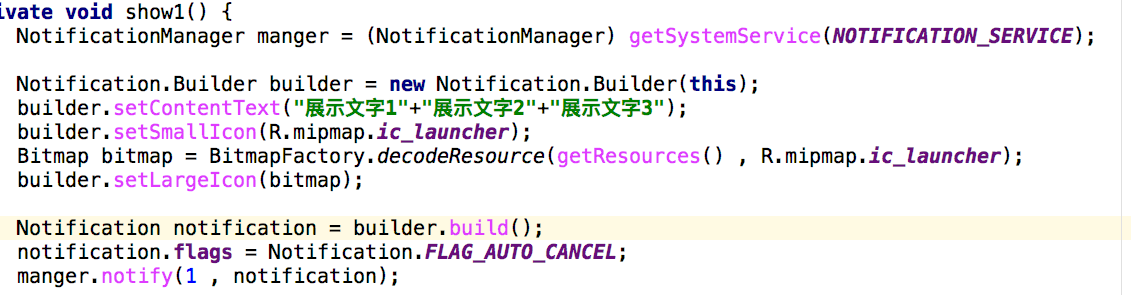 ivate void show1() {
NotificationManager manger = (NotificationManager) getSystemService(NOTIFICATION_SERVICE);
Notification.Builder builder = new Notification.Builder(this);
builder.setContentText("展示文字1"+"展示文字2"+"展示文字3");
builder.setSmallIcon(R.mipmap.ic_launcher);
Bitmap bitmap = BitmapFactory.decodeResource(getResources() , R.mipmap.ic_launcher);
builder.setLargeIcon(bitmap);
Notification notification = builder.build();
notification.flags = Notification.FLAG_AUTO_CANCEL;
manger.notify(1 , notification);